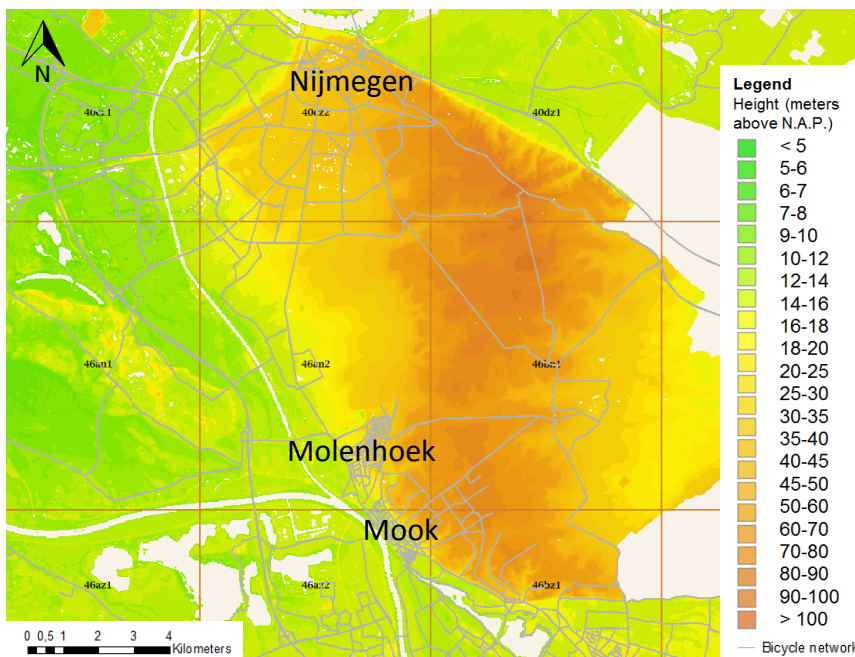 N
Nijmegen
40cz1
40cz2
40dz1
46an1
46an2
46bn2
Molenhoek
Mook
46az1
46az2
46bz1
0 0,5 1 2 3 4
Kilometers
Legend
Height (meters
above N.A.P.)
< 5
5-6
6-7
7-8
9-10
10-12
12-14
14-16
16-18
18-20
20-25
25-30
30-35
35-40
40-45
45-50
50-60
60-70
70-80
80-90
90-100
> 100
Bicycle network